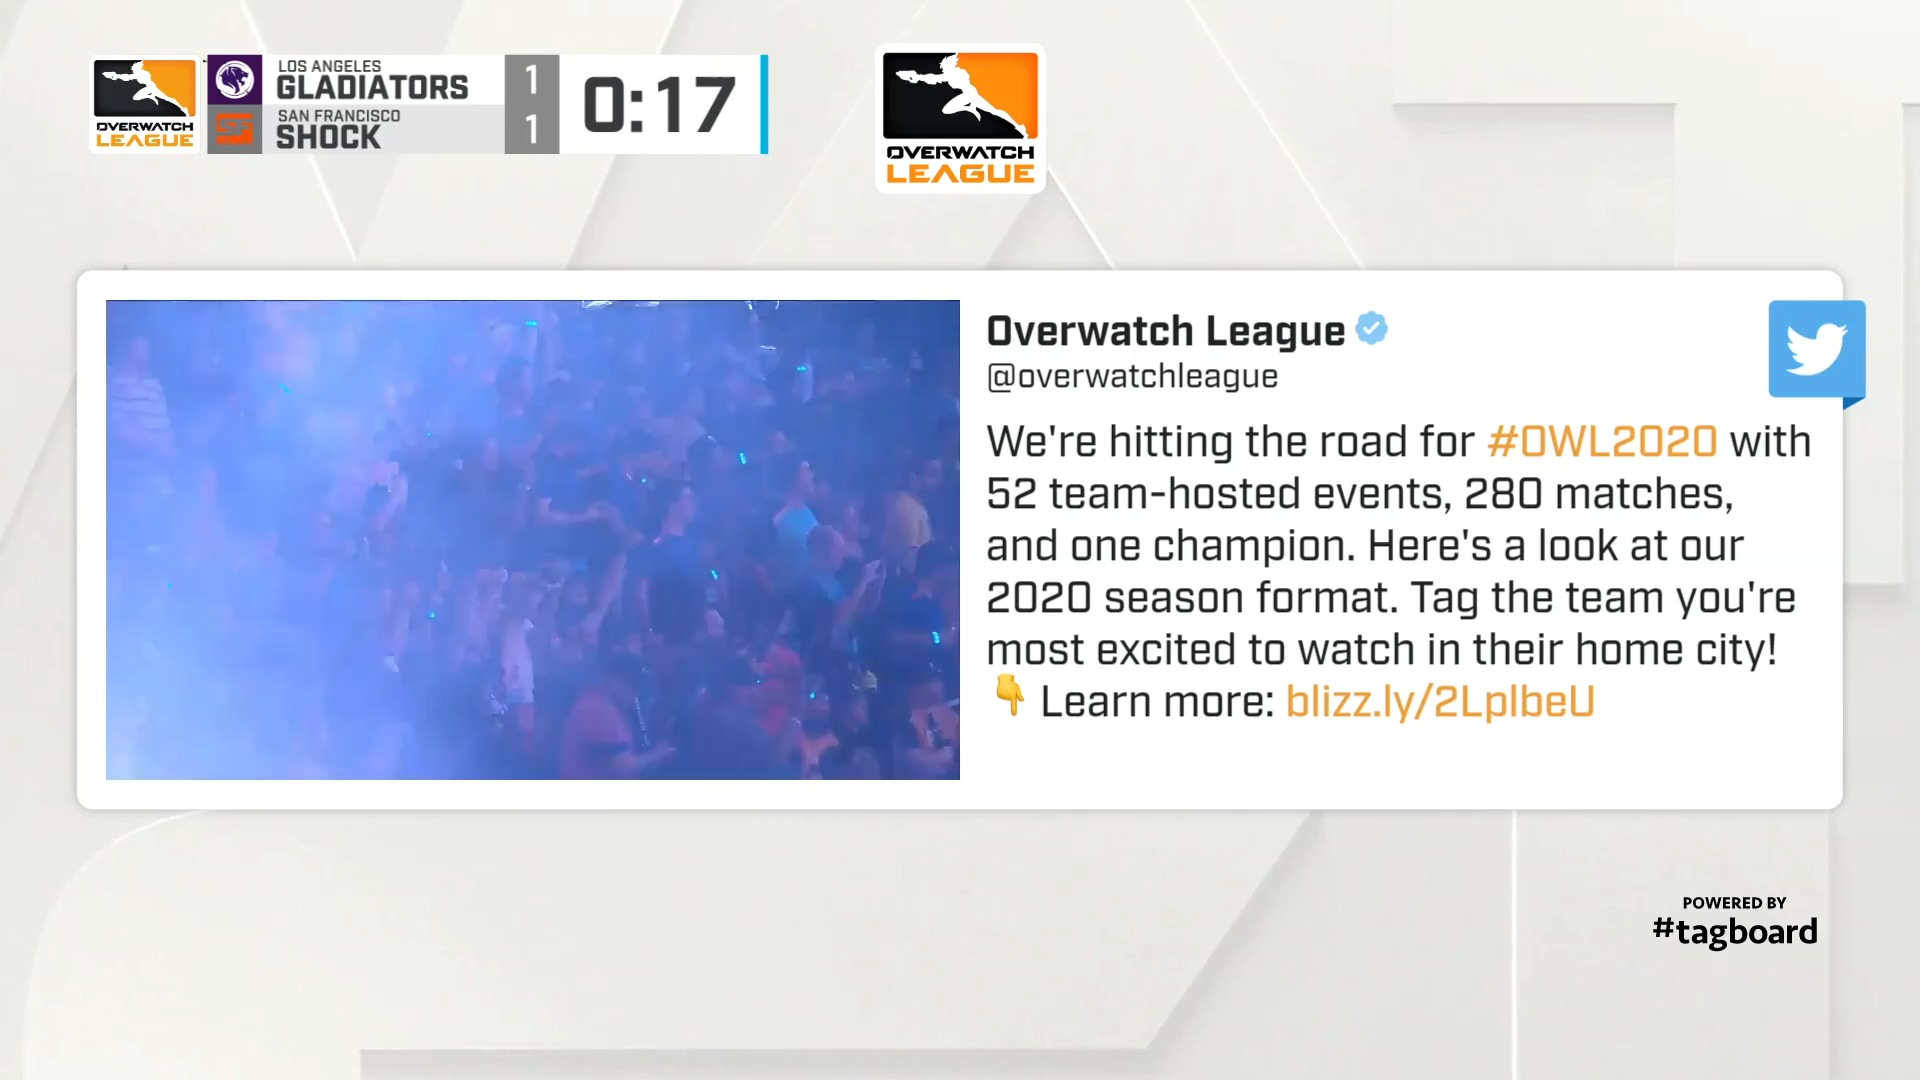 OVERWATCH
LEAGUE
LOS ANGELES
GLADIATORS
1
SF
SAN FRANCISCO
SHOCK
1
0:17
OVERWATCH
LEAGUE
Overwatch League
@overwatchleague
We're hitting the road for #OWL2020 with
52 team-hosted events, 280 matches,
and one champion. Here's a look at our
2020 season format. Tag the team you're
most excited to watch in their home city!
👇 Learn more: blizz.ly/2LplbeU
POWERED BY
#tagboard